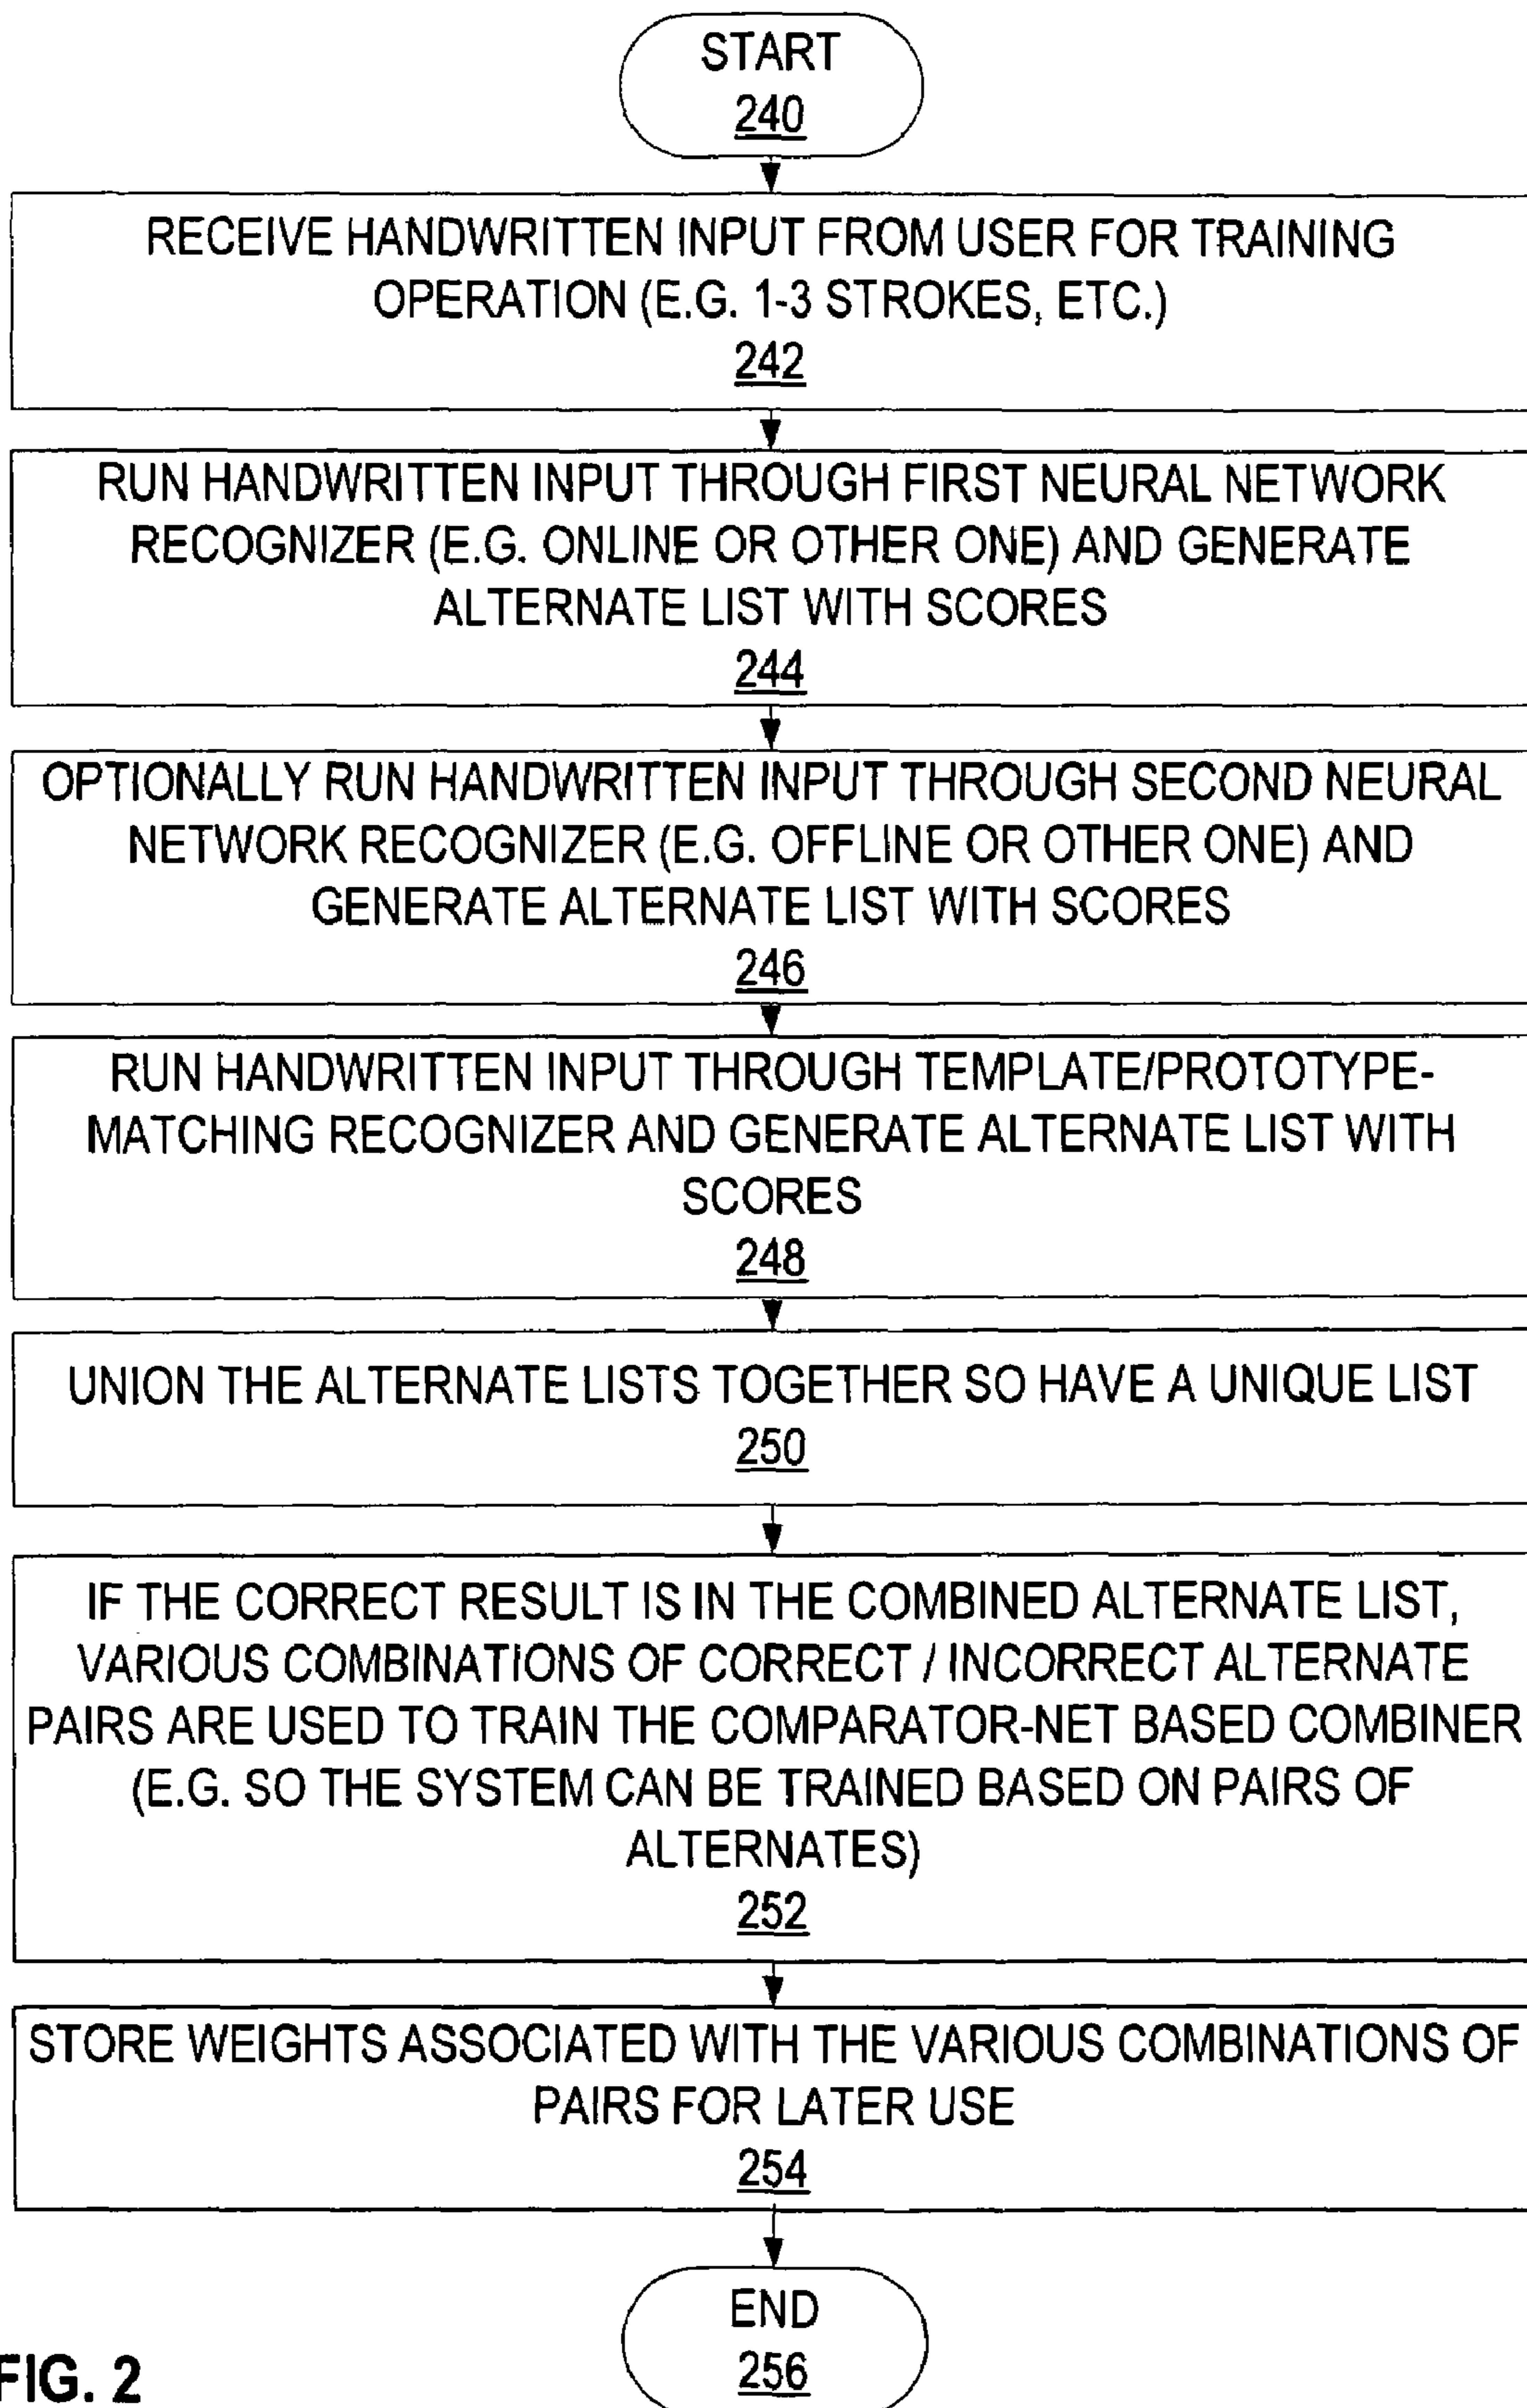 START
240
RECEIVE HANDWRITTEN INPUT FROM USER FOR TRAINING
OPERATION (E.G. 1-3 STROKES, ETC.)
242
RUN HANDWRITTEN INPUT THROUGH FIRST NEURAL NETWORK
RECOGNIZER (E.G. ONLINE OR OTHER ONE) AND GENERATE
ALTERNATE LIST WITH SCORES
244
OPTIONALLY RUN HANDWRITTEN INPUT THROUGH SECOND NEURAL
NETWORK RECOGNIZER (E.G. OFFLINE OR OTHER ONE) AND
GENERATE ALTERNATE LIST WITH SCORES
246
RUN HANDWRITTEN INPUT THROUGH TEMPLATE/PROTOTYPE-
MATCHING RECOGNIZER AND GENERATE ALTERNATE LIST WITH
SCORES
248
UNION THE ALTERNATE LISTS TOGETHER SO HAVE A UNIQUE LIST
250
IF THE CORRECT RESULT IS IN THE COMBINED ALTERNATE LIST,
VARIOUS COMBINATIONS OF CORRECT / INCORRECT ALTERNATE
PAIRS ARE USED TO TRAIN THE COMPARATOR-NET BASED COMBINER
(E.G. SO THE SYSTEM CAN BE TRAINED BASED ON PAIRS OF
ALTERNATES)
252
STORE WEIGHTS ASSOCIATED WITH THE VARIOUS COMBINATIONS OF
PAIRS FOR LATER USE
254
END
256
FIG. 2